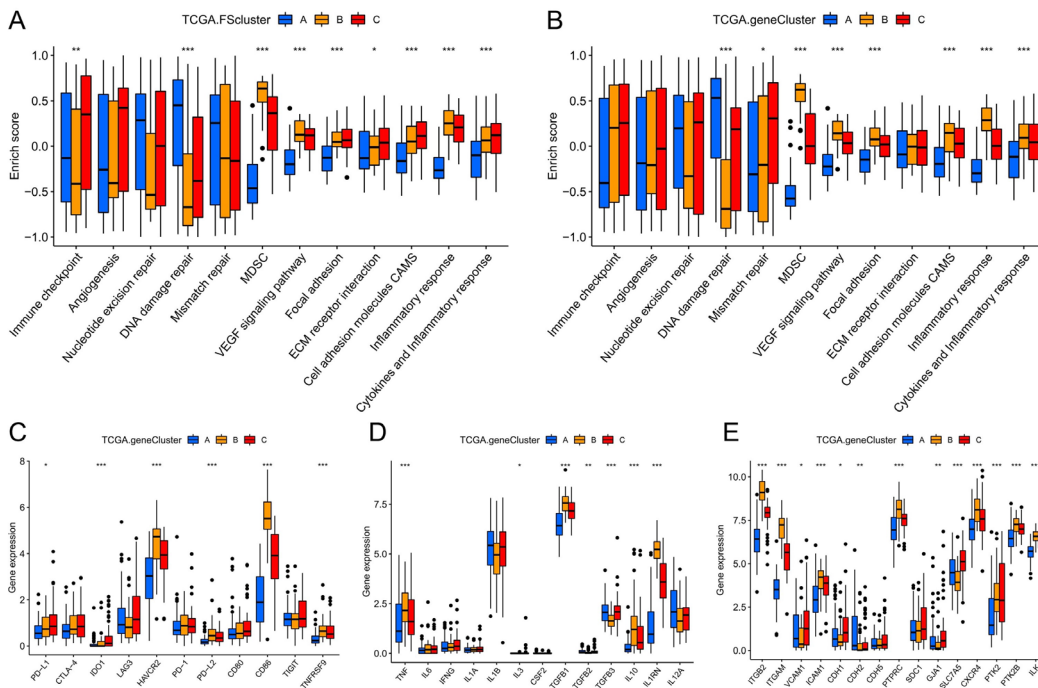 A
TCGA.FScluster A B C
** *** *** *** *** * *** *** ***
Enrich score
1.0
0.5
0.0
−0.5
−1.0
Immune checkpoint
Angiogenesis
Nucleotide excision repair
DNA damage repair
Mismatch repair
MDSC
VEGF signaling pathway
Focal adhesion
ECM receptor interaction
Cell adhesion molecules CAMS
Inflammatory response
Cytokines and Inflammatory response
B
TCGA.geneCluster A B C
*** * *** *** *** *** *** ***
Enrich score
1.0
0.5
0.0
−0.5
−1.0
Immune checkpoint
Angiogenesis
Nucleotide excision repair
DNA damage repair
Mismatch repair
MDSC
VEGF signaling pathway
Focal adhesion
ECM receptor interaction
Cell adhesion molecules CAMS
Inflammatory response
Cytokines and Inflammatory response
C
TCGA.geneCluster A B C
* *** *** *** *** ***
Gene expression
8
6
4
2
0
PD-L1
CTLA-4
IDO1
LAG3
HAVCR2
PD-1
PD-L2
CD80
CD86
TIGIT
TNFRSF9
D
TCGA.geneCluster A B C
*** * *** ** *** *** ***
Gene expression
7.5
5.0
2.5
0.0
TNF
IL6
IFNG
IL1A
IL1B
IL3
CSF2
TGFB1
TGFB2
TGFB3
IL10
IL1RN
IL12A
E
TCGA.geneCluster A B C
*** *** * *** * ** *** ** *** *** *** ***
Gene expression
10.0
7.5
5.0
2.5
0.0
ITGB2
ITGAM
VCAM1
ICAM1
CDH1
CDH2
CDH5
PTPRC
SDC1
GJA1
SLC7A5
CXCR4
PTK2
PTK2B